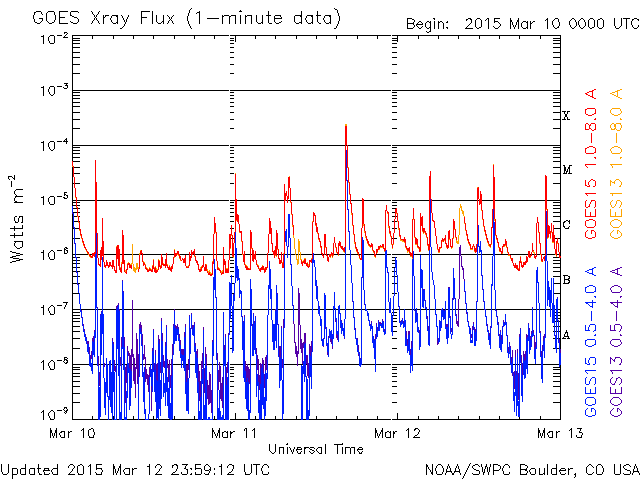 GOES Xray Flux (1-minute data)
Begin: 2015 Mar 10 0000 UTC
10-2
10-3
10-4
10-5
10-6
10-7
10-8
10-9
Watts m-2
X
M
C
B
A
GOES15 1.0-8.0 A
GOES13 1.0-8.0 A
GOES15 0.5-4.0 A
GOES13 0.5-4.0 A
Mar 10 Mar 11 Mar 12 Mar 13
Universal Time
Updated 2015 Mar 12 23:59:12 UTC
NOAA/SWPC Boulder, CO USA